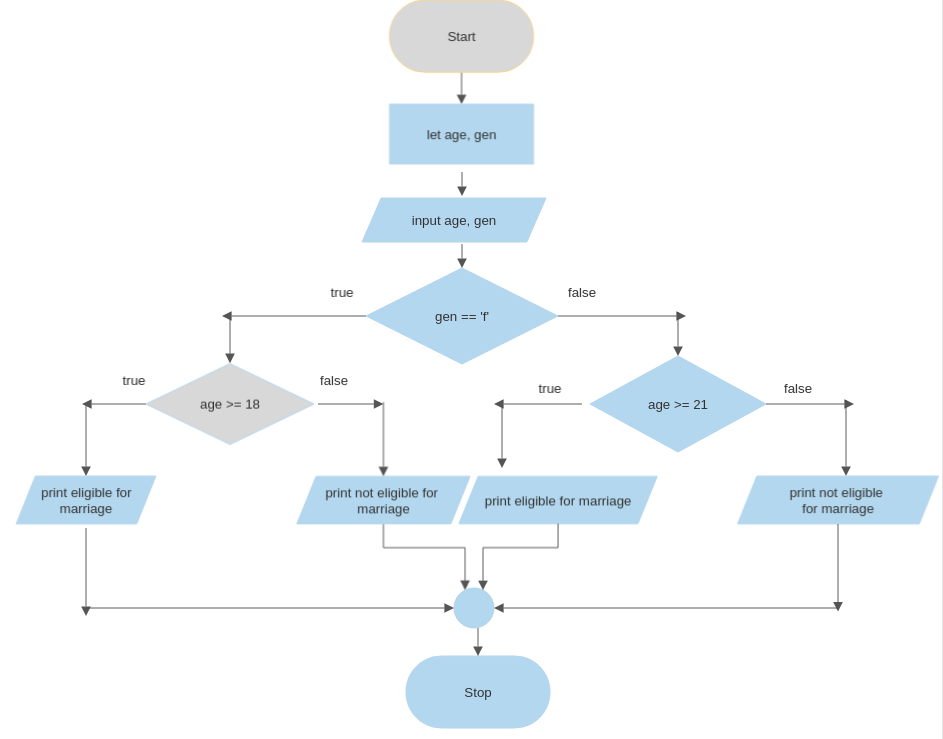 Start
let age, gen
input age, gen
true
false
gen == 'f'
true
false
true
false
age >= 18
age >= 21
print eligible for
marriage
print not eligible for
marriage
print eligible for marriage
print not eligible
for marriage
Stop